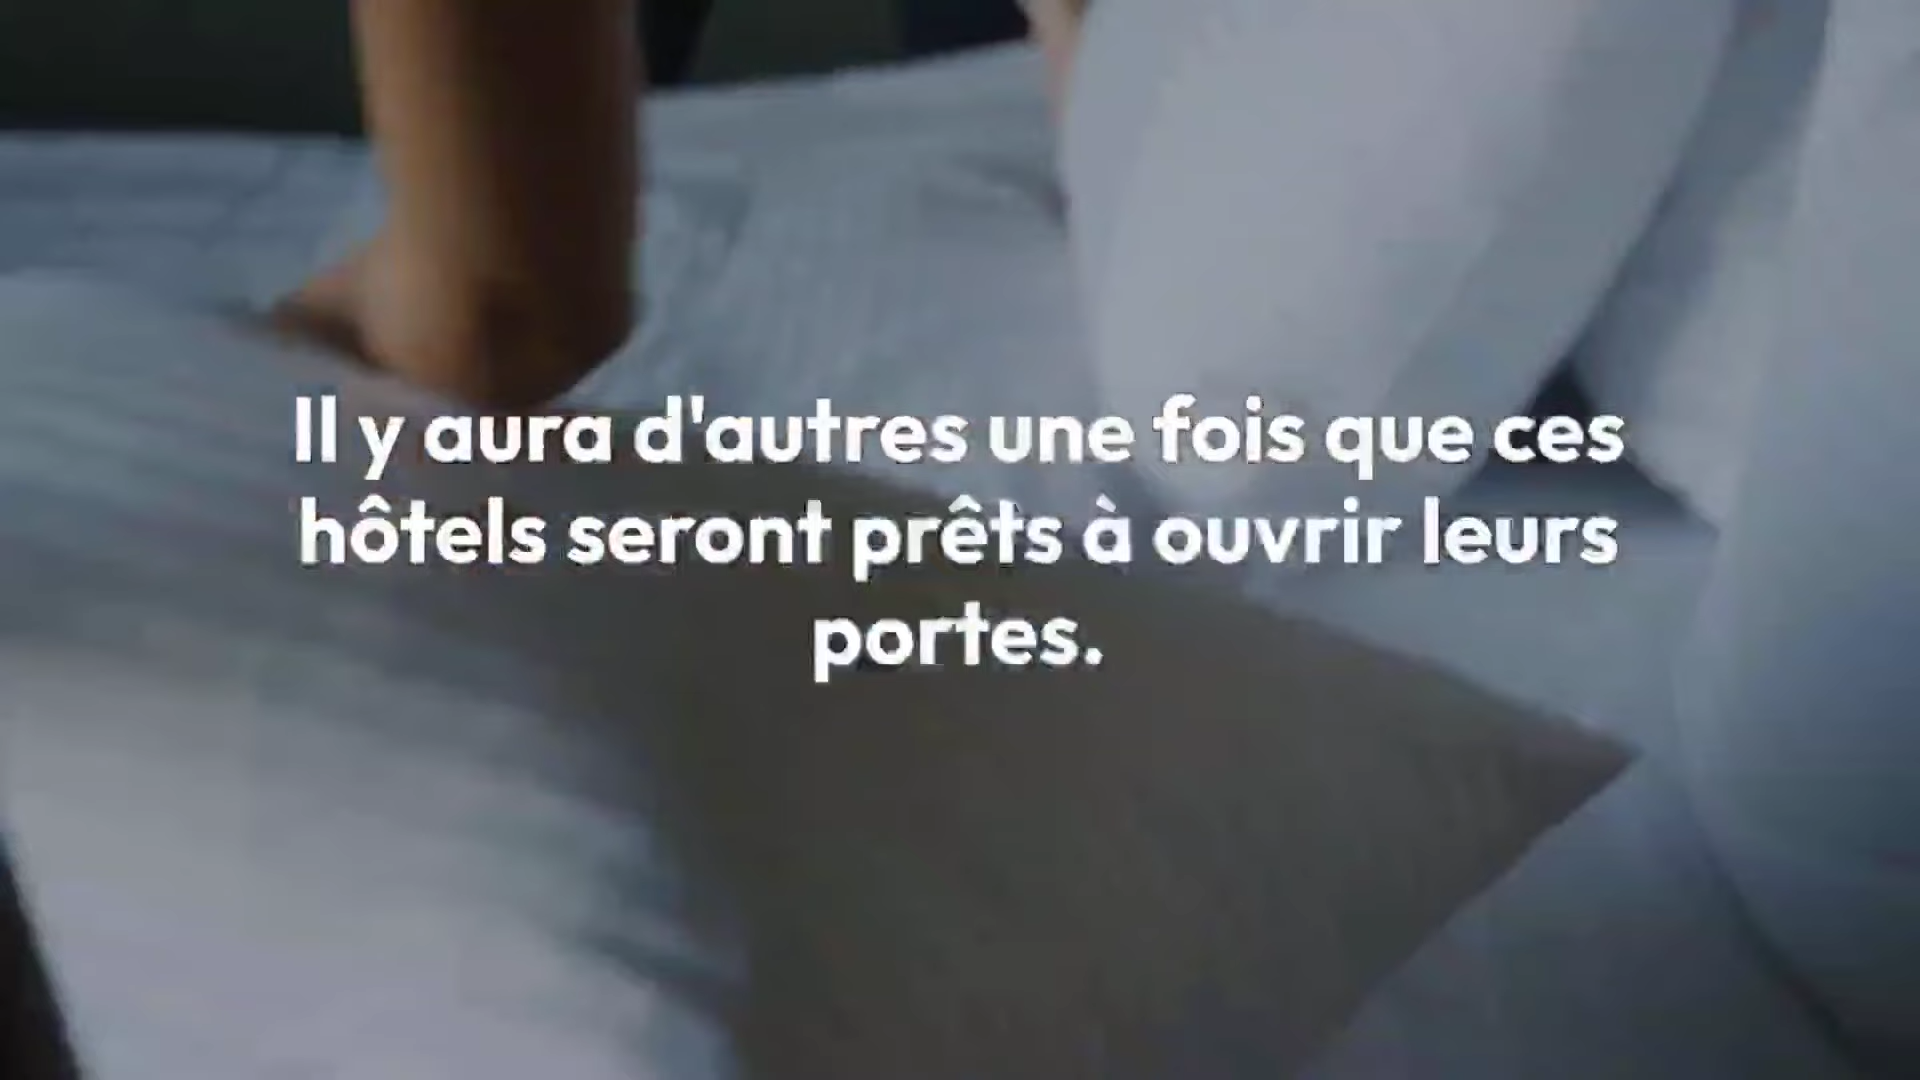 Il y aura d'autres une fois que ces
hôtels seront prêts à ouvrir leurs
portes.